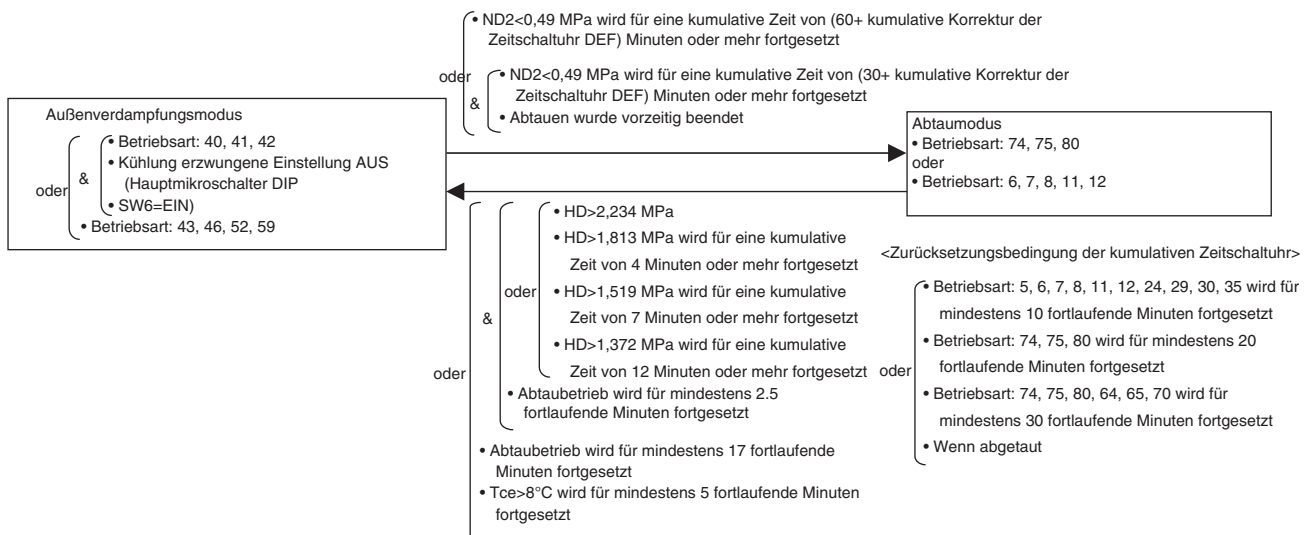 • ND2<0,49 MPa wird für eine kumulative Zeit von (60+ kumulative Korrektur der
Zeitschaltuhr DEF) Minuten oder mehr fortgesetzt
oder
• ND2<0,49 MPa wird für eine kumulative Zeit von (30+ kumulative Korrektur der
Zeitschaltuhr DEF) Minuten oder mehr fortgesetzt
&
• Abtauen wurde vorzeitig beendet
Außenverdampfungsmodus
• Betriebsart: 40, 41, 42
• Kühlung erzwungene Einstellung AUS
(Hauptmikroschalter DIP
• SW6=EIN)
&
oder
• Betriebsart: 43, 46, 52, 59
Abtaumodus
• Betriebsart: 74, 75, 80
oder
• Betriebsart: 6, 7, 8, 11, 12
• HD>2,234 MPa
• HD>1,813 MPa wird für eine kumulative
Zeit von 4 Minuten oder mehr fortgesetzt
oder
• HD>1,519 MPa wird für eine kumulative
Zeit von 7 Minuten oder mehr fortgesetzt
&
• HD>1,372 MPa wird für eine kumulative
Zeit von 12 Minuten oder mehr fortgesetzt
oder
• Abtaubetrieb wird für mindestens 2.5
fortlaufende Minuten fortgesetzt
• Abtaubetrieb wird für mindestens 17 fortlaufende
Minuten fortgesetzt
• Tce>8°C wird für mindestens 5 fortlaufende Minuten
fortgesetzt
<Zurücksetzungsbedingung der kumulativen Zeitschaltuhr>
• Betriebsart: 5, 6, 7, 8, 11, 12, 24, 29, 30, 35 wird für
mindestens 10 fortlaufende Minuten fortgesetzt
• Betriebsart: 74, 75, 80 wird für mindestens 20
oder
fortlaufende Minuten fortgesetzt
• Betriebsart: 74, 75, 80, 64, 65, 70 wird für
mindestens 30 fortlaufende Minuten fortgesetzt
• Wenn abgetaut